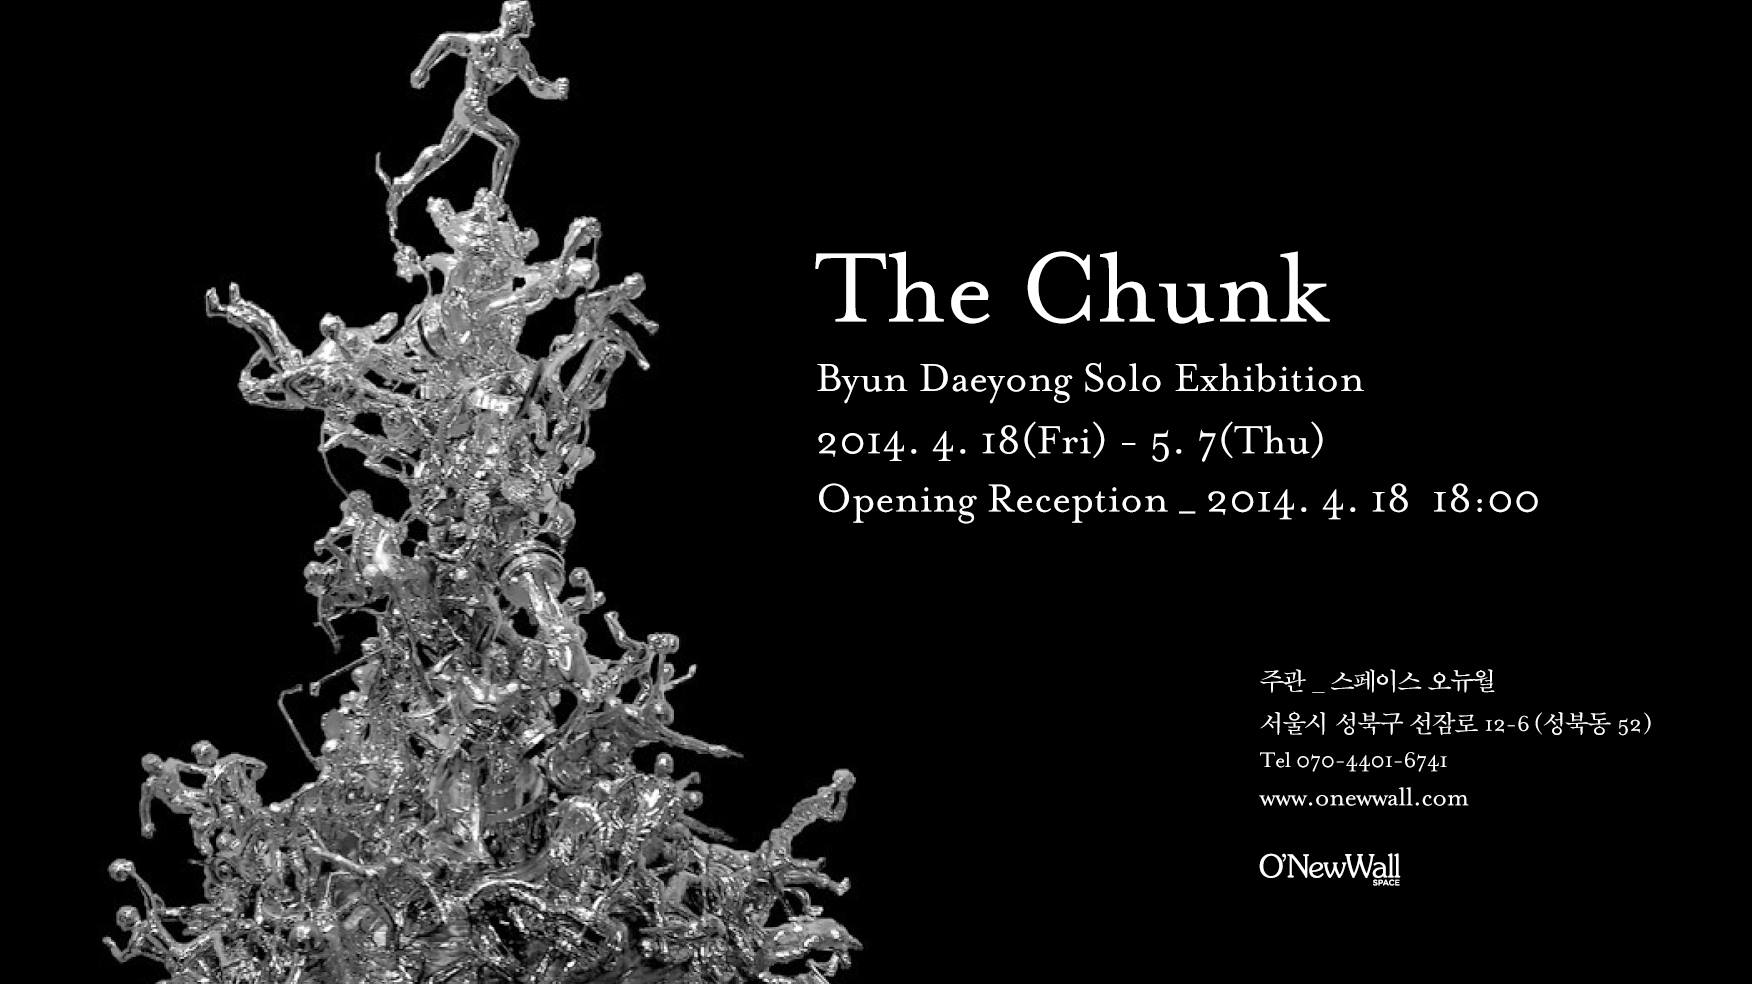 The Chunk
Byun Daeyong Solo Exhibition
2014. 4. 18(Fri) - 5. 7(Thu)
Opening Reception _ 2014. 4. 18 18:00
주관 _ 스페이스 오뉴월
서울시 성북구 선잠로 12-6 (성북동 52)
Tel 070-4401-6741
www.onewwall.com
O'NewWall
SPACE